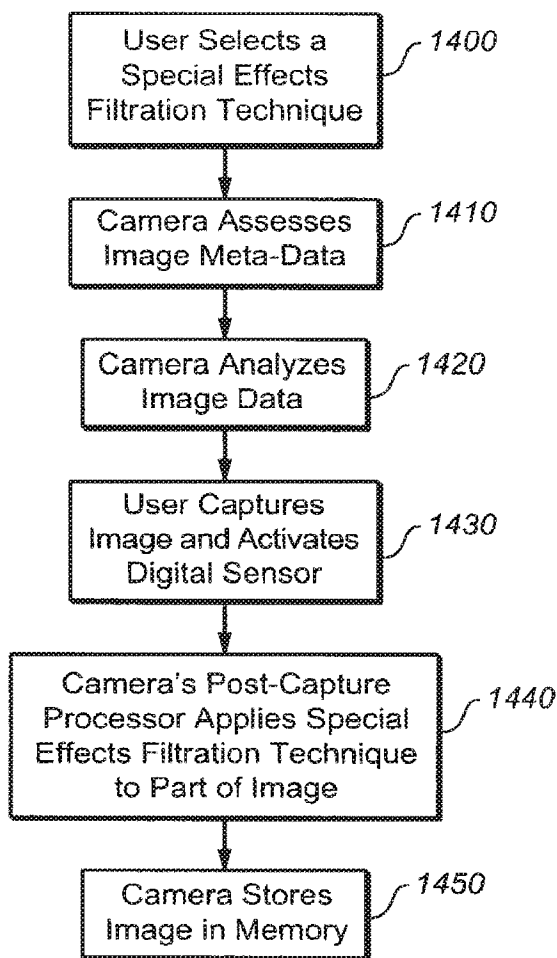 User Selects a
Special Effects
Filtration Technique
1400
Camera Assesses
Image Meta-Data
1410
Camera Analyzes
Image Data
1420
User Captures
Image and Activates
Digital Sensor
1430
Camera's Post-Capture
Processor Applies Special
Effects Filtration Technique
to Part of Image
1440
Camera Stores
Image in Memory
1450